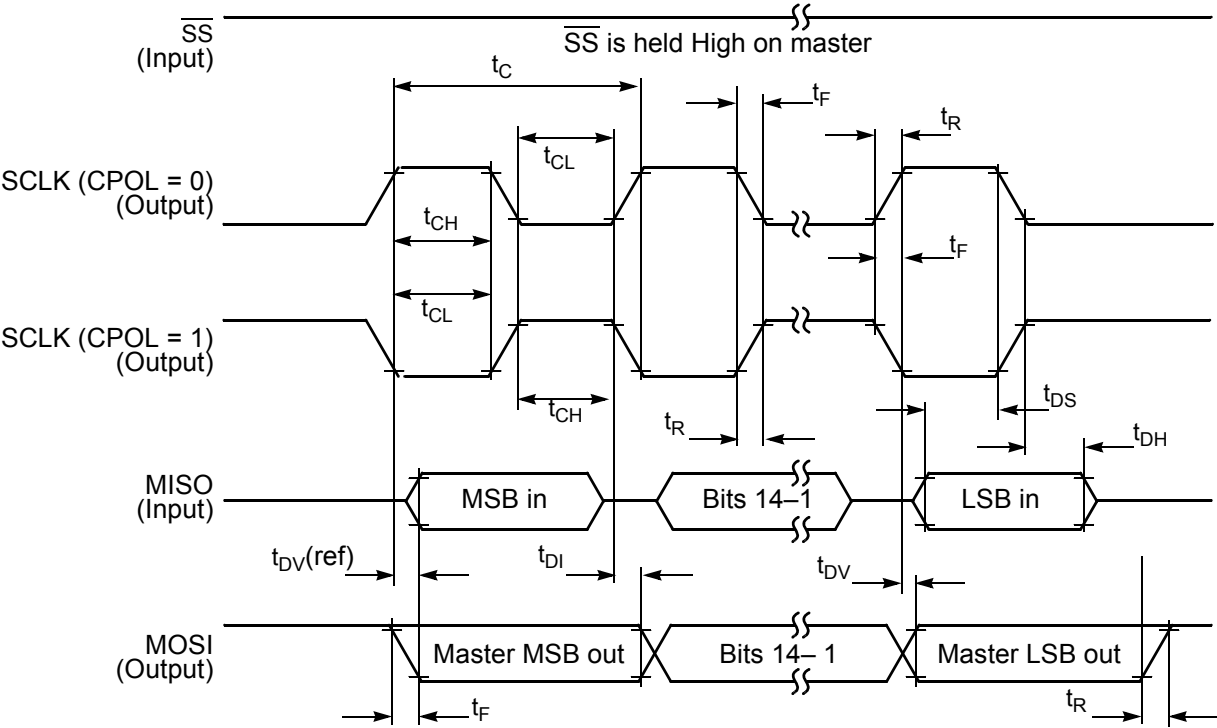 SS
(Input)
SS is held High on master
tC
tF
tR
tCL
SCLK (CPOL = 0)
(Output)
tCH
tF
tCL
SCLK (CPOL = 1)
(Output)
tCH
tDS
tR
tDH
MISO
(Input)
MSB in
Bits 14–1
LSB in
tDV(ref)
tDI
tDV
MOSI
(Output)
Master MSB out
Bits 14– 1
Master LSB out
tF
tR